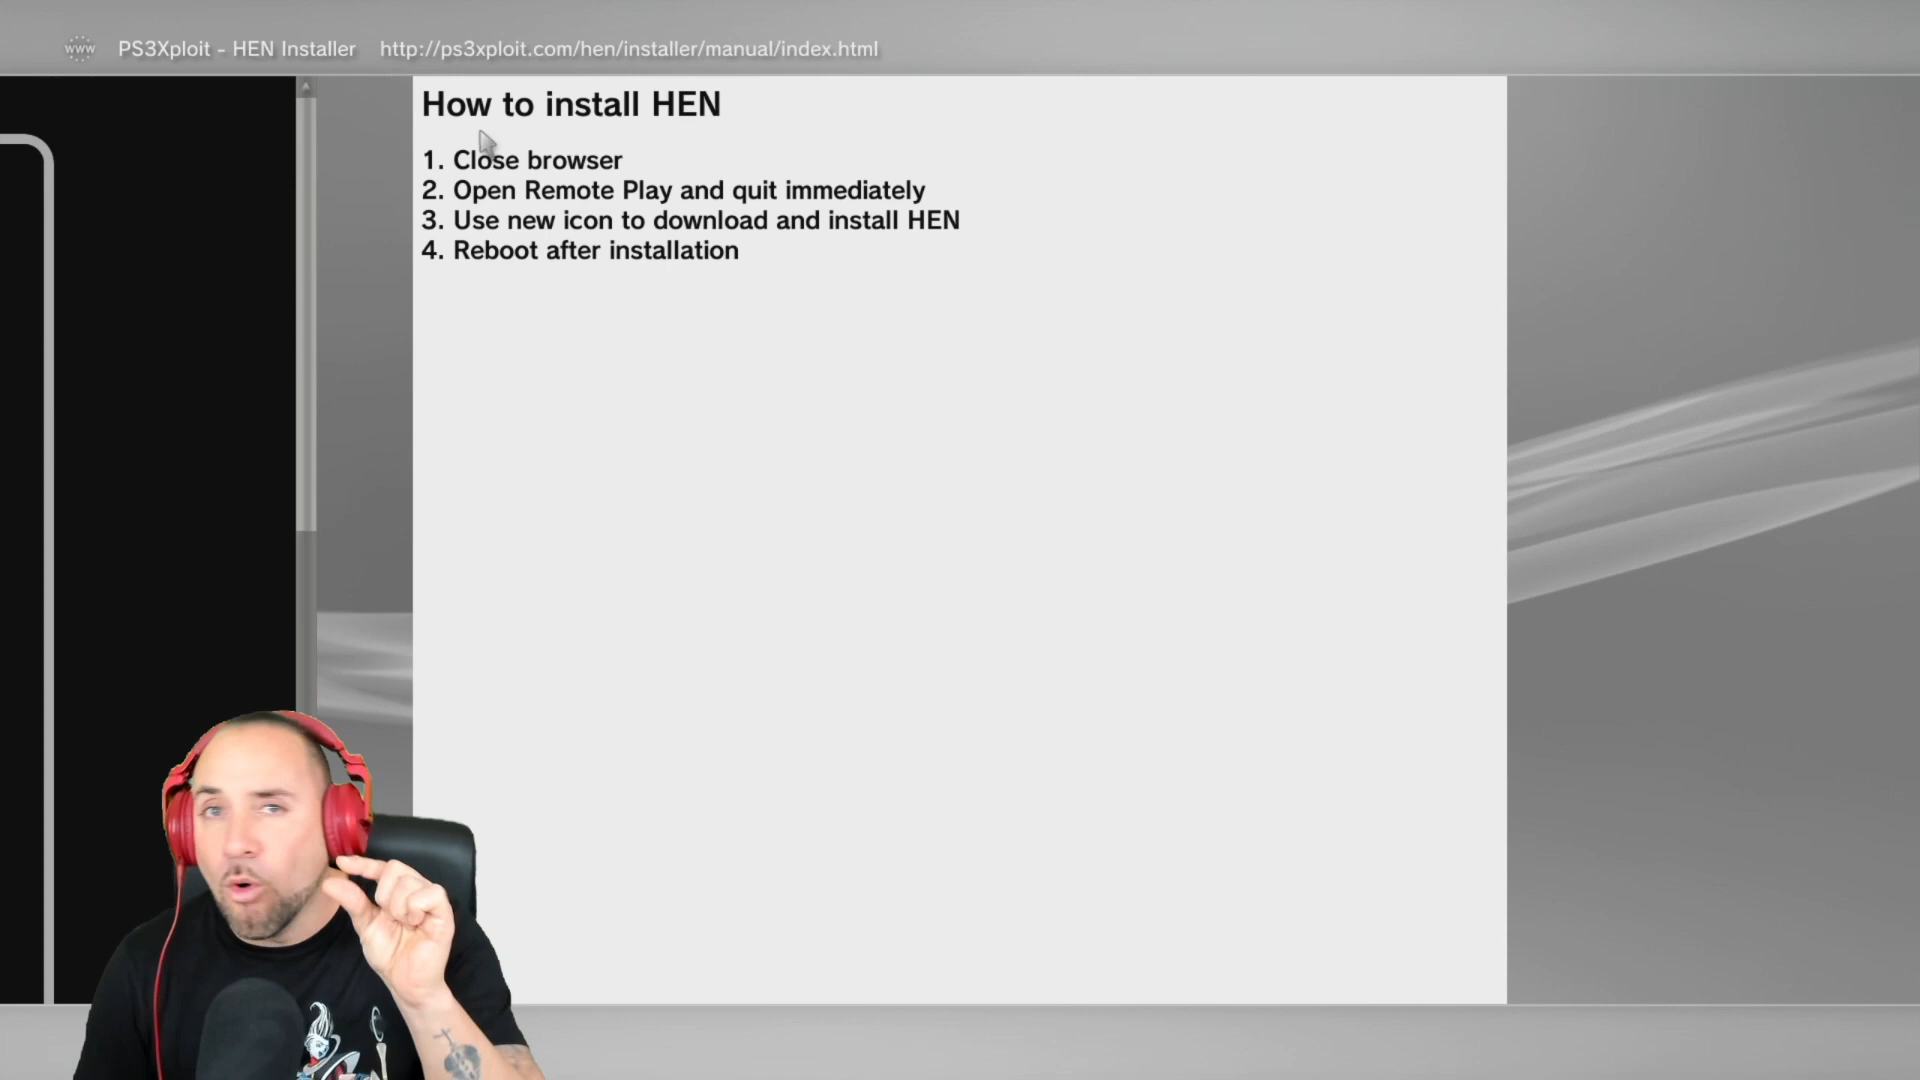 www PS3Xploit - HEN Installer http://ps3xploit.com/hen/installer/manual/index.html
How to install HEN
1. Close browser
2. Open Remote Play and quit immediately
3. Use new icon to download and install HEN
4. Reboot after installation